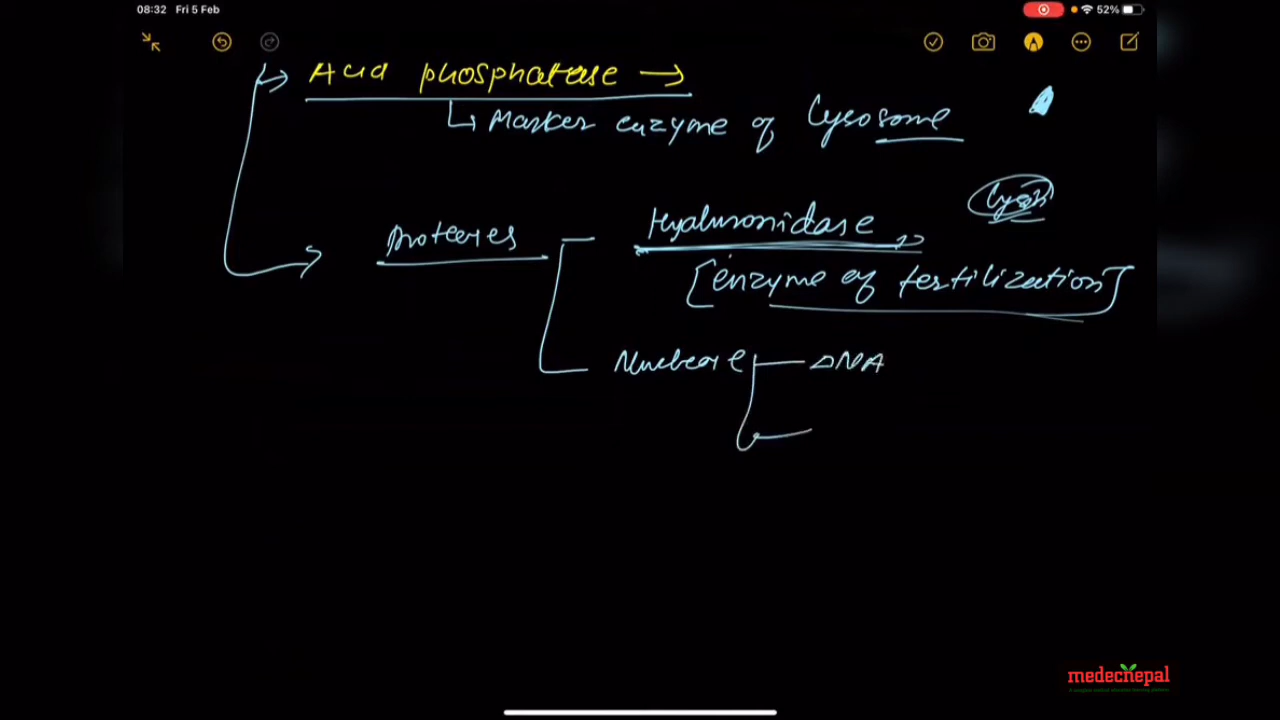 08:32 Fri 5 Feb 52%
Acid phosphatase →
↳ Marker enzyme of Lysosome
Proteases
Hyaluronidase
[enzyme of fertilization]
Nuclease DNA
medecnepal